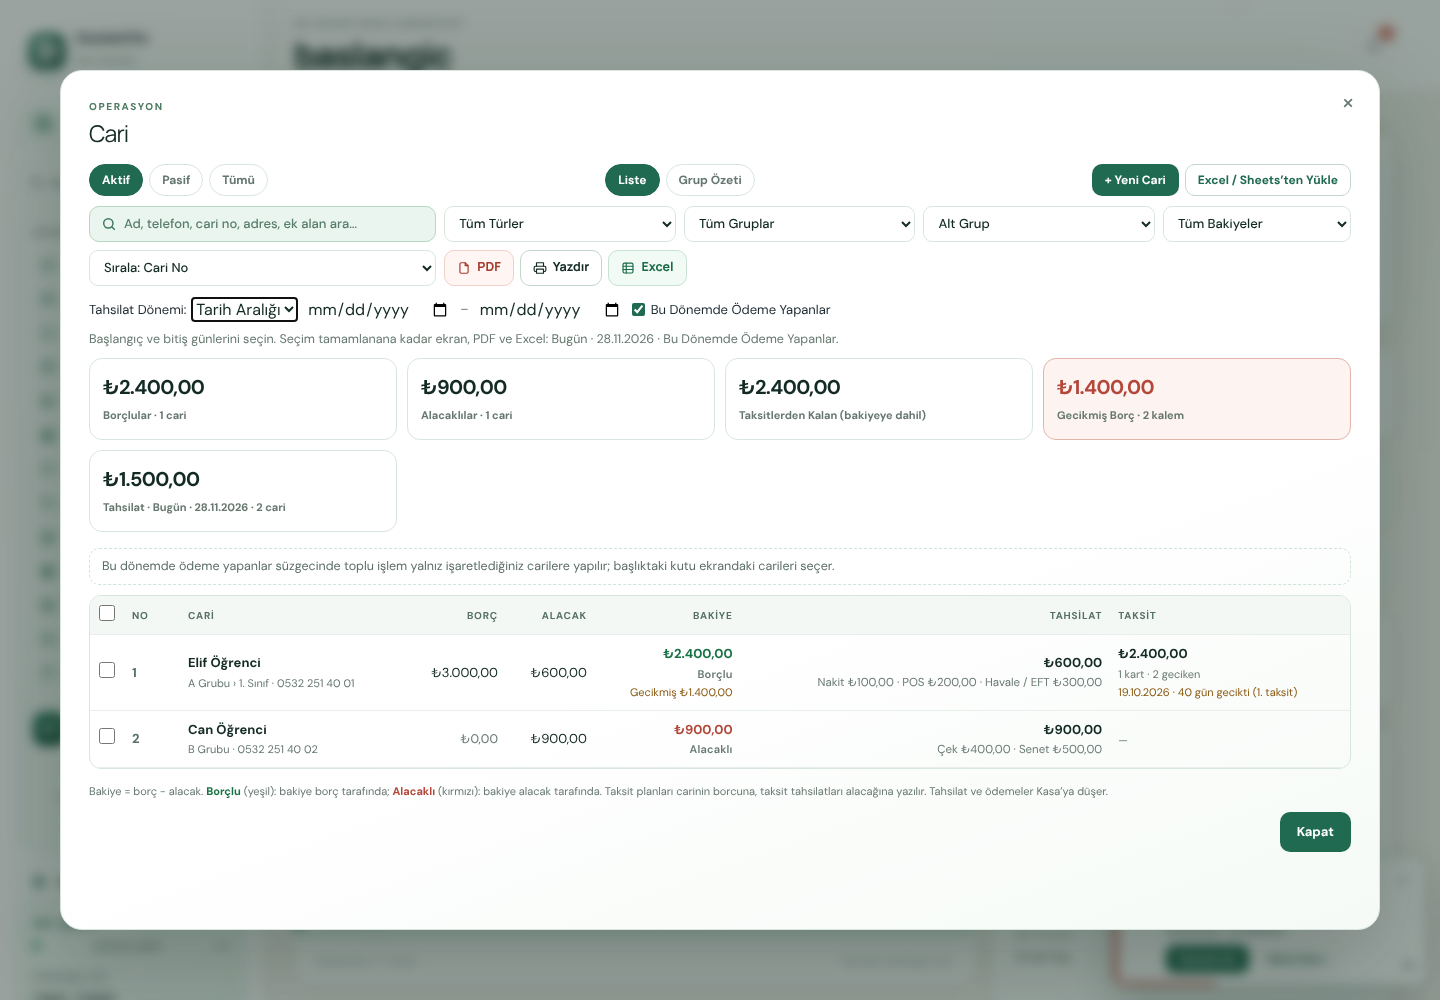 baslangic
OPERASYON
Cari
×
Aktif Pasif Tümü Liste Grup Özeti + Yeni Cari Excel / Sheets’ten Yükle
Ad, telefon, cari no, adres, ek alan ara... Tüm Türler Tüm Gruplar Alt Grup Tüm Bakiyeler
Sırala: Cari No PDF Yazdır Excel
Tahsilat Dönemi: Tarih Aralığı mm/dd/yyyy – mm/dd/yyyy Bu Dönemde Ödeme Yapanlar
Başlangıç ve bitiş günlerini seçin. Seçim tamamlanana kadar ekran, PDF ve Excel: Bugün · 28.11.2026 · Bu Dönemde Ödeme Yapanlar.
₺2.400,00 ₺900,00 ₺2.400,00 ₺1.400,00
Borçlular · 1 cari Alacaklılar · 1 cari Taksitlerden Kalan (bakiyeye dahil) Gecikmiş Borç · 2 kalem
₺1.500,00
Tahsilat · Bugün · 28.11.2026 · 2 cari
Bu dönemde ödeme yapanlar süzgecinde toplu işlem yalnız işaretlediğiniz carilere yapılır; başlıktaki kutu ekrandaki carileri seçer.
NO CARİ BORÇ ALACAK BAKİYE TAHSİLAT TAKSİT
1 Elif Öğrenci ₺3.000,00 ₺600,00 ₺2.400,00 ₺600,00 ₺2.400,00
A Grubu › 1. Sınıf · 0532 251 40 01 Borçlu Nakit ₺100,00 · POS ₺200,00 · Havale / EFT ₺300,00 1 kart · 2 geciken
Gecikmiş ₺1.400,00 19.10.2026 · 40 gün gecikti (1. taksit)
2 Can Öğrenci ₺0,00 ₺900,00 ₺900,00 ₺900,00 —
B Grubu · 0532 251 40 02 Alacaklı Çek ₺400,00 · Senet ₺500,00
Bakiye = borç − alacak. Borçlu (yeşil): bakiye borç tarafında; Alacaklı (kırmızı): bakiye alacak tarafında. Taksit planları carinin borcuna, taksit tahsilatları alacağına yazılır. Tahsilat ve ödemeler Kasa’ya düşer.
Kapat